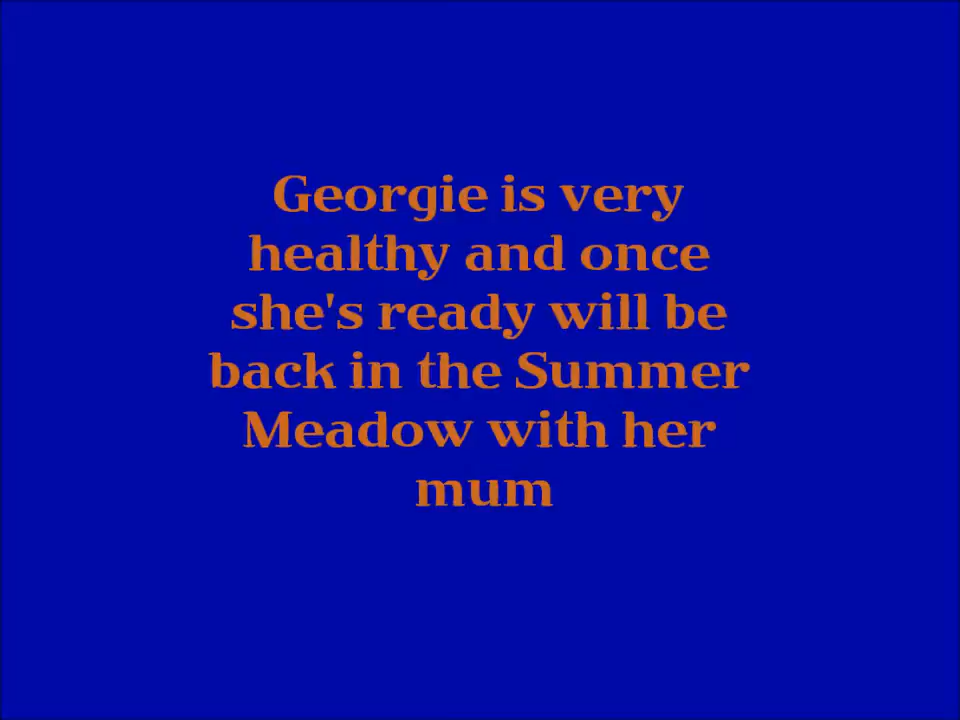 Georgie is very
healthy and once
she's ready will be
back in the Summer
Meadow with her
mum